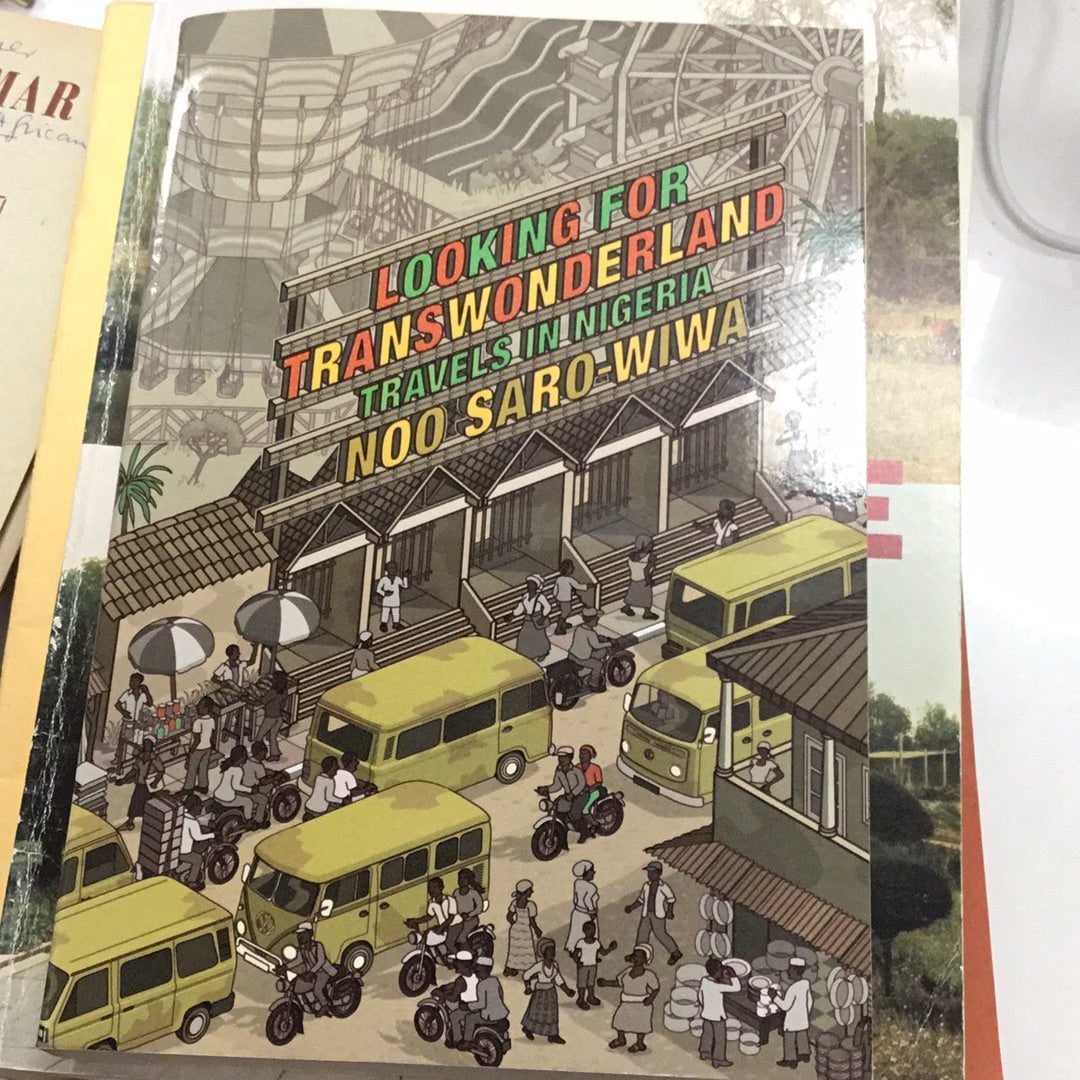 MAR
African
LOOKING FOR
TRANSWONDERLAND
TRAVELS IN NIGERIA
NOO SARO-WIWA
E